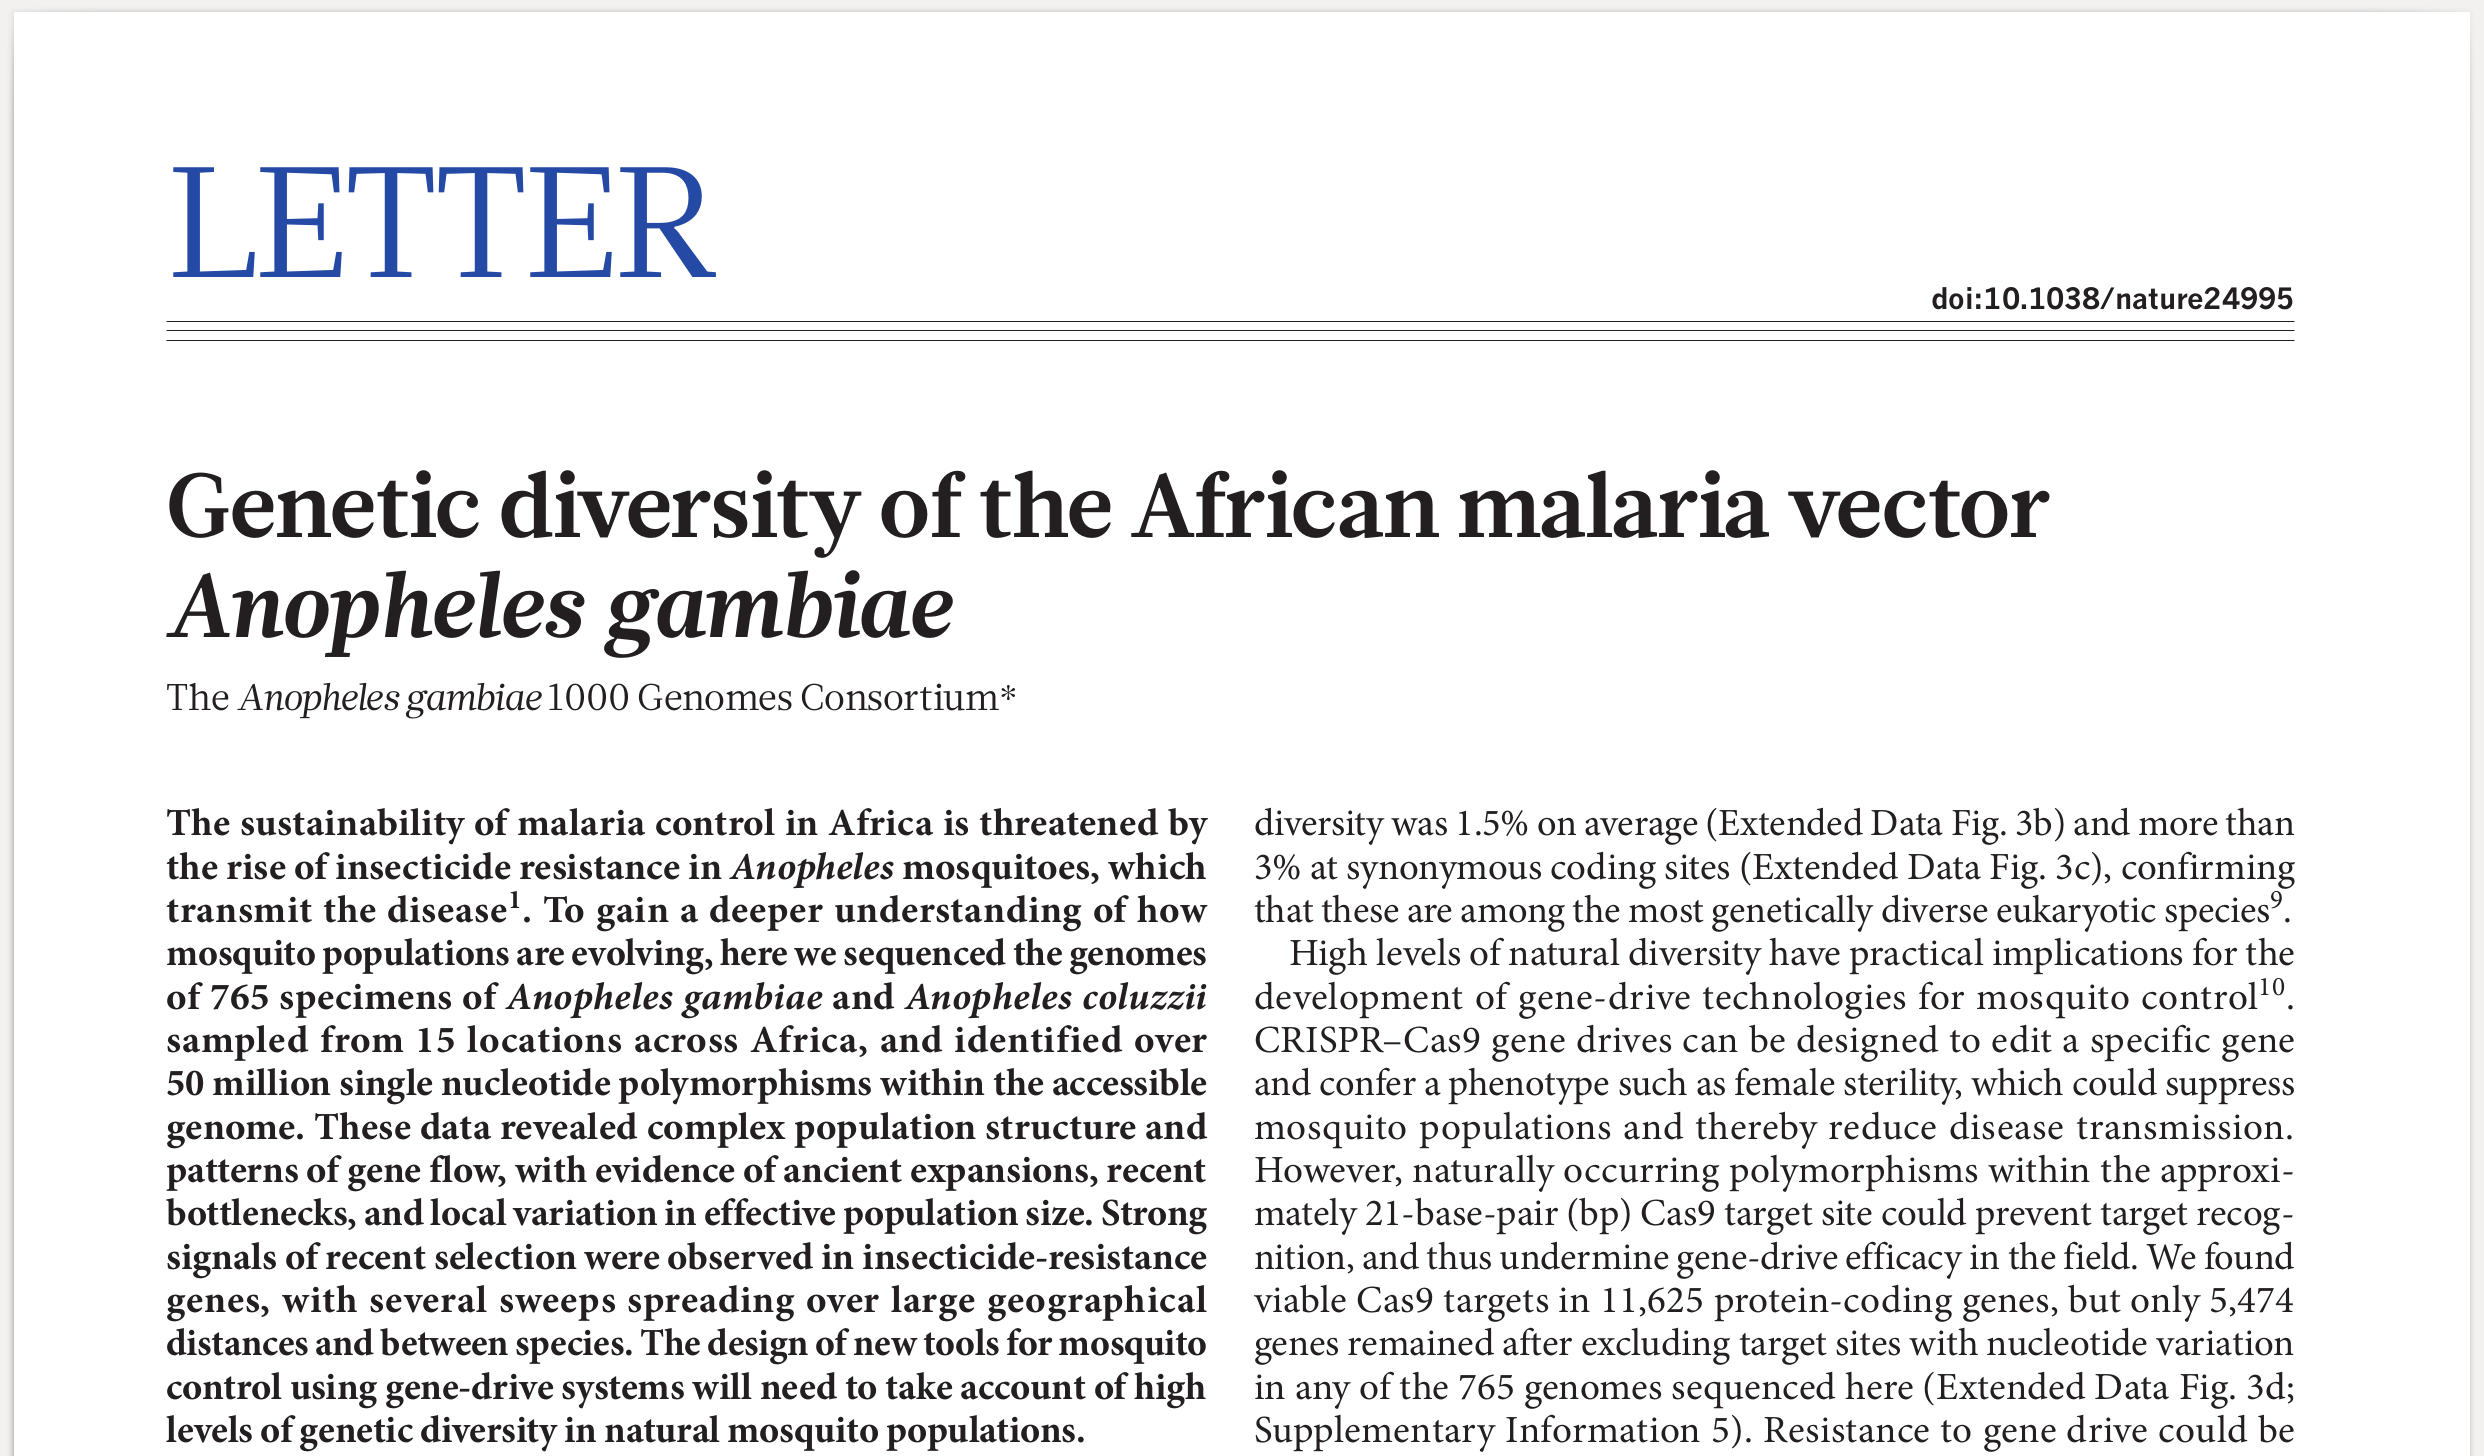 LETTER
doi:10.1038/nature24995
Genetic diversity of the African malaria vector
Anopheles gambiae
The Anopheles gambiae 1000 Genomes Consortium*
The sustainability of malaria control in Africa is threatened by
the rise of insecticide resistance in Anopheles mosquitoes, which
transmit the disease1. To gain a deeper understanding of how
mosquito populations are evolving, here we sequenced the genomes
of 765 specimens of Anopheles gambiae and Anopheles coluzzii
sampled from 15 locations across Africa, and identified over
50 million single nucleotide polymorphisms within the accessible
genome. These data revealed complex population structure and
patterns of gene flow, with evidence of ancient expansions, recent
bottlenecks, and local variation in effective population size. Strong
signals of recent selection were observed in insecticide-resistance
genes, with several sweeps spreading over large geographical
distances and between species. The design of new tools for mosquito
control using gene-drive systems will need to take account of high
levels of genetic diversity in natural mosquito populations.
diversity was 1.5% on average (Extended Data Fig. 3b) and more than
3% at synonymous coding sites (Extended Data Fig. 3c), confirming
that these are among the most genetically diverse eukaryotic species9.
High levels of natural diversity have practical implications for the
development of gene-drive technologies for mosquito control10.
CRISPR–Cas9 gene drives can be designed to edit a specific gene
and confer a phenotype such as female sterility, which could suppress
mosquito populations and thereby reduce disease transmission.
However, naturally occurring polymorphisms within the approxi-
mately 21-base-pair (bp) Cas9 target site could prevent target recog-
nition, and thus undermine gene-drive efficacy in the field. We found
viable Cas9 targets in 11,625 protein-coding genes, but only 5,474
genes remained after excluding target sites with nucleotide variation
in any of the 765 genomes sequenced here (Extended Data Fig. 3d;
Supplementary Information 5). Resistance to gene drive could be